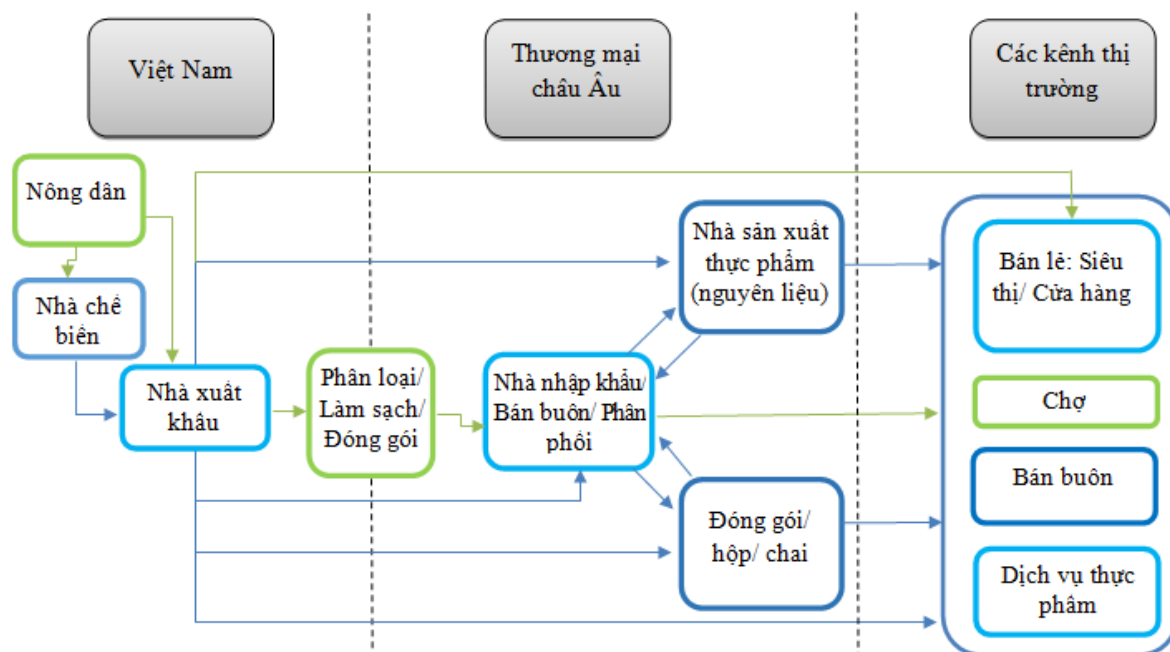 Việt Nam
Thương mại
châu Âu
Các kênh thị
trường
Nông dân
Nhà chế
biến
Nhà xuất
khẩu
Phân loại/
Làm sạch/
Đóng gói
Nhà nhập khẩu/
Bán buôn/ Phân
phối
Nhà sản xuất
thực phẩm
(nguyên liệu)
Đóng gói/
hộp/ chai
Bán lẻ: Siêu
thị/ Cửa hàng
Chợ
Bán buôn
Dịch vụ thực
phẩm